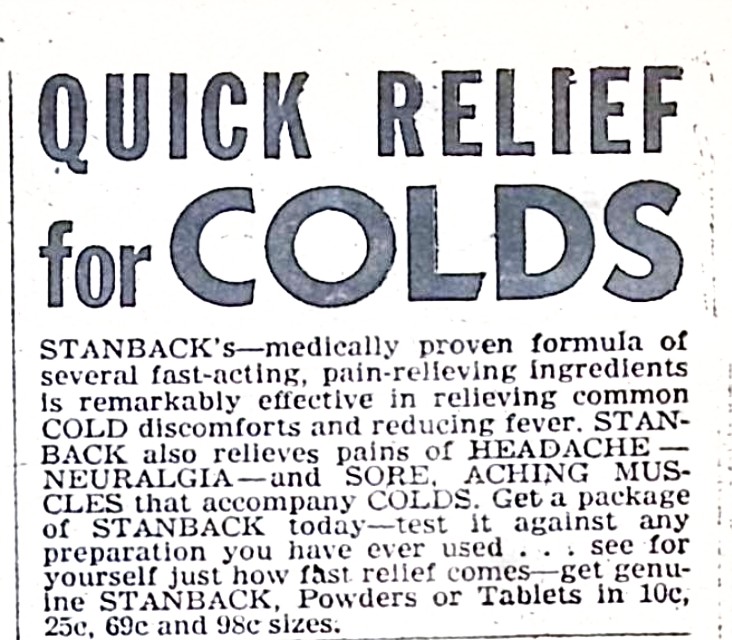 QUICK RELIEF
for COLDS
STANBACK's—medically proven formula of
several fast-acting, pain-relieving ingredients
is remarkably effective in relieving common
COLD discomforts and reducing fever. STAN-
BACK also relieves pains of HEADACHE —
NEURALGIA—and SORE, ACHING MUS-
CLES that accompany COLDS. Get a package
of STANBACK today—test it against any
preparation you have ever used . . . see for
yourself just how fast relief comes—get genu-
ine STANBACK, Powders or Tablets in 10c,
25c, 69c and 98c sizes.